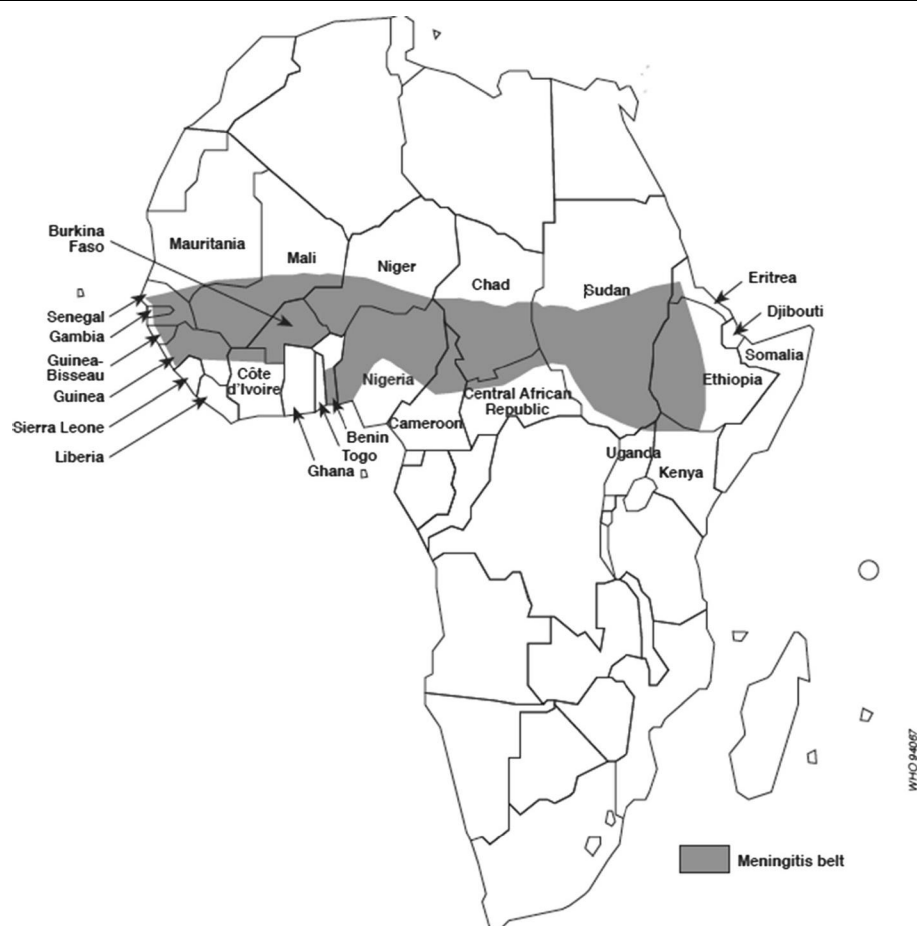 Burkina
Faso
Mauritania
Mali
Niger
Chad
Sudan
Eritrea
Djibouti
Somalia
Ethiopia
Senegal
Gambia
Guinea-
Bissau
Guinea
Sierra Leone
Liberia
Côte
d'Ivoire
Nigeria
Central African
Republic
Cameroon
Benin
Togo
Ghana
Uganda
Kenya
WHO 94067
Meningitis belt